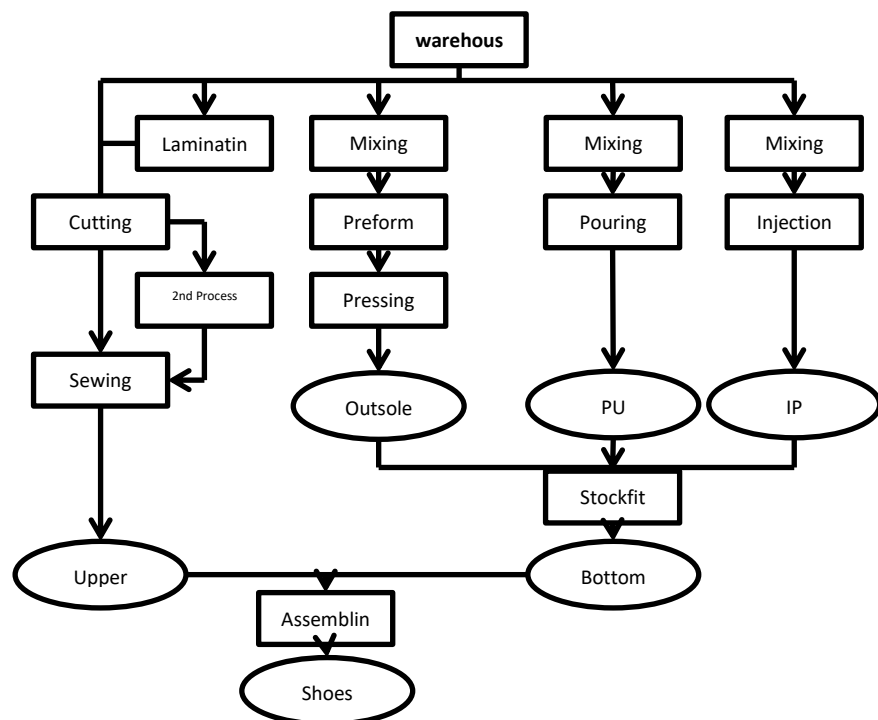 warehous
Laminatin
Mixing
Mixing
Mixing
Cutting
Preform
Pouring
Injection
2nd Process
Pressing
Sewing
Outsole
PU
IP
Stockfit
Upper
Bottom
Assemblin
Shoes